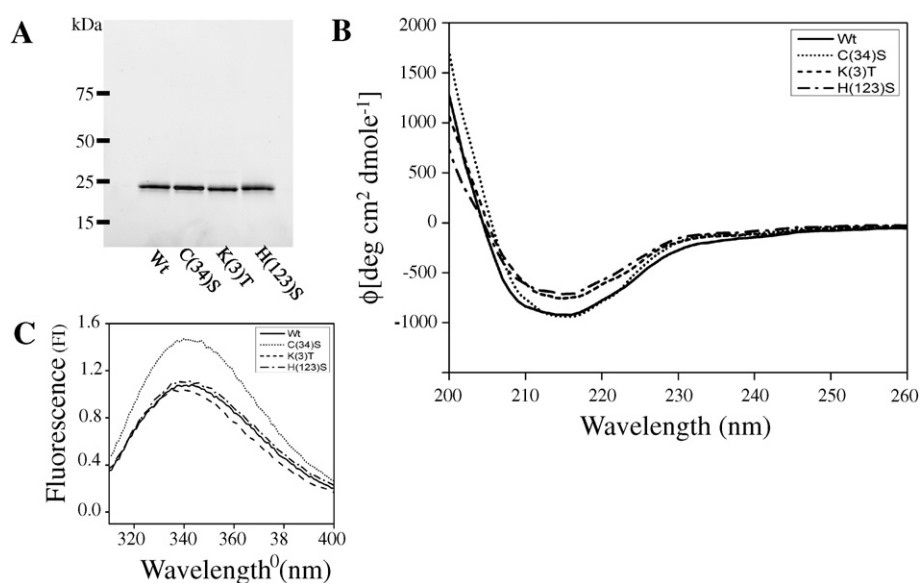 A
kDa
75
50
25
15
Wt
C(34)S
K(3)T
H(123)S
B
Wt
C(34)S
K(3)T
H(123)S
2000
1500
1000
500
0
-500
-1000
ϕ[deg cm² dmole⁻¹]
200
210
220
230
240
250
260
Wavelength (nm)
C
Wt
C(34)S
K(3)T
H(123)S
1.6
1.2
0.8
0.4
0.0
Fluorescence (FI)
320
340
360
38
400
Wavelength⁰(nm)